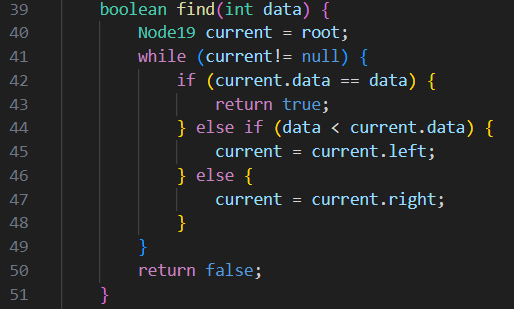 39 boolean find(int data) {
40 Node19 current = root;
41 while (current!= null) {
42 if (current.data == data) {
43 return true;
44 } else if (data < current.data) {
45 current = current.left;
46 } else {
47 current = current.right;
48 }
49 }
50 return false;
51 }